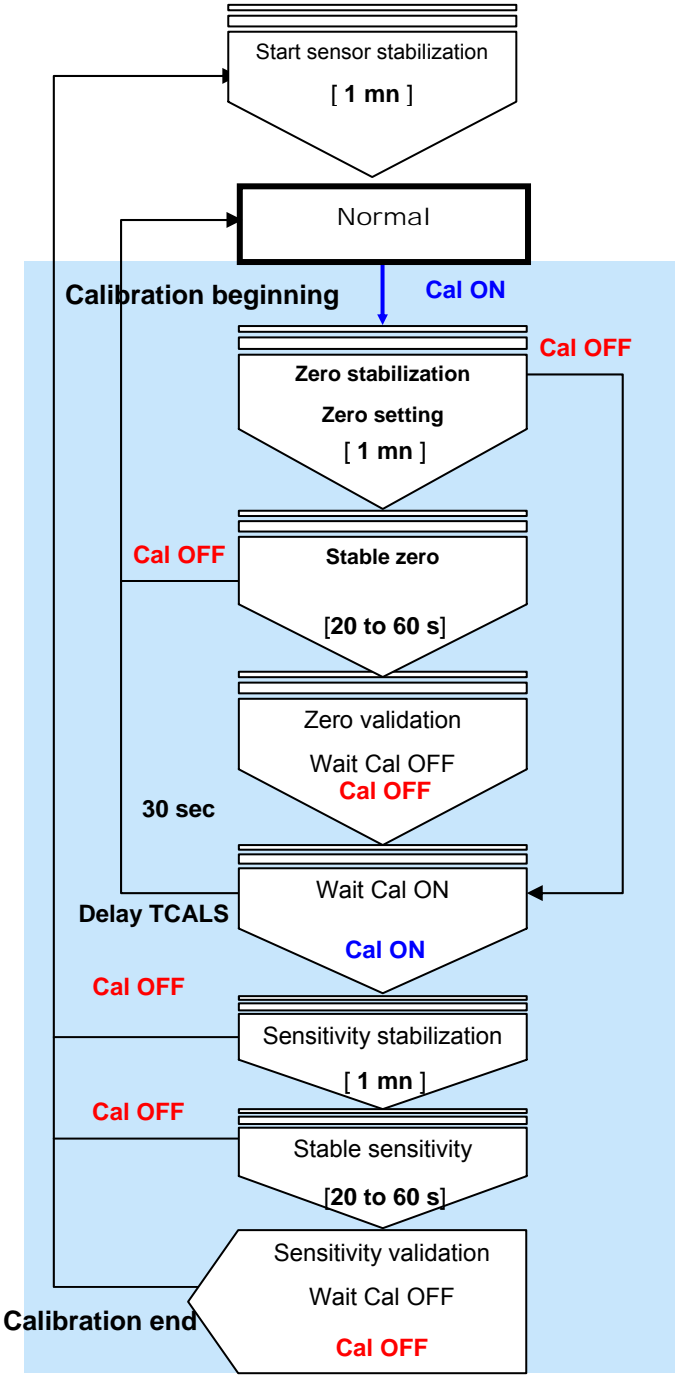 Start sensor stabilization
[ 1 mn ]
Normal
Calibration beginning
Cal ON
Cal OFF
Zero stabilization
Zero setting
[ 1 mn ]
Cal OFF
Stable zero
[20 to 60 s]
Zero validation
Wait Cal OFF
Cal OFF
30 sec
Wait Cal ON
Delay TCALS
Cal ON
Cal OFF
Sensitivity stabilization
[ 1 mn ]
Cal OFF
Stable sensitivity
[20 to 60 s]
Sensitivity validation
Wait Cal OFF
Calibration end
Cal OFF